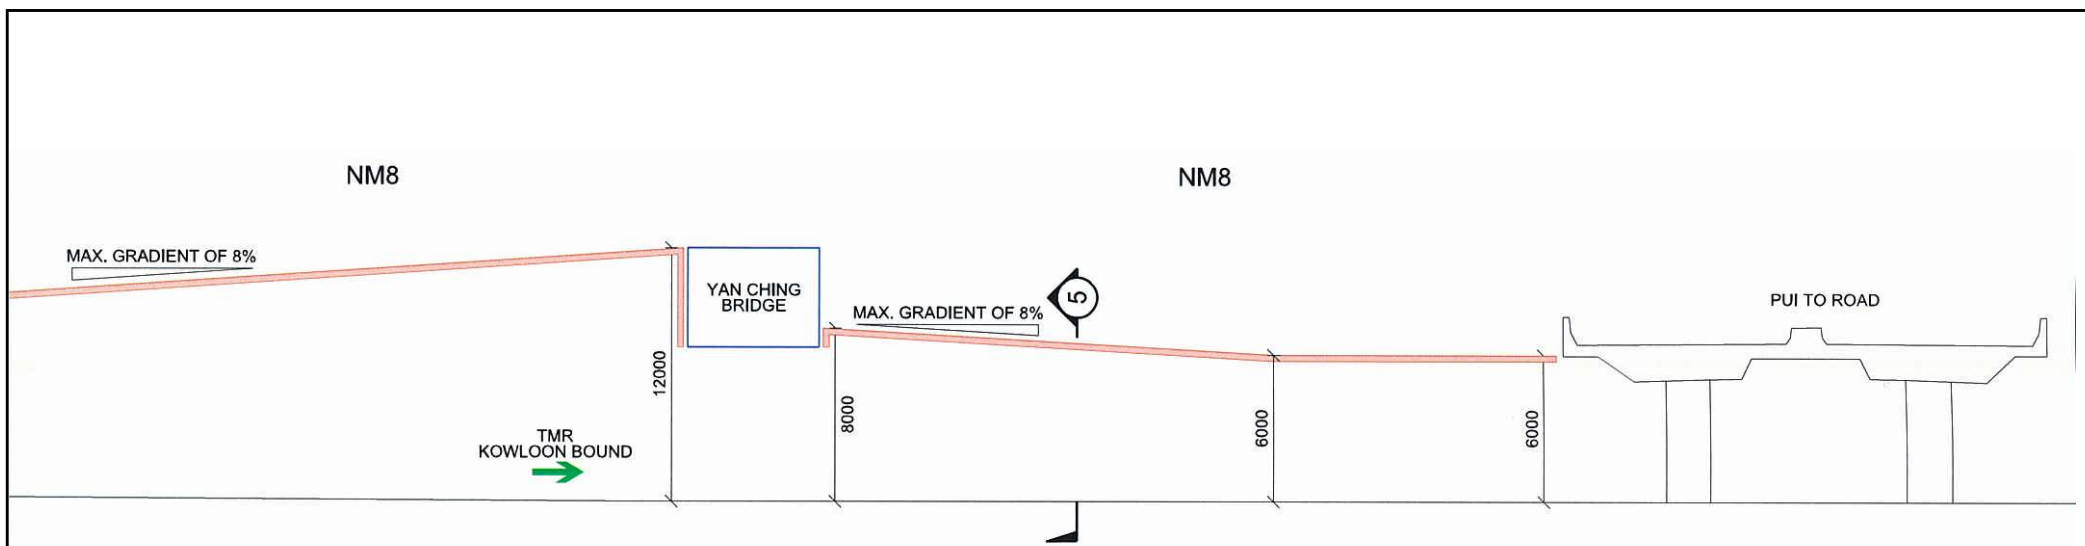 NM8
NM8
MAX. GRADIENT OF 8%
YAN CHING
BRIDGE
MAX. GRADIENT OF 8%
5
PUI TO ROAD
12000
8000
6000
6000
TMR
KOWLOON BOUND